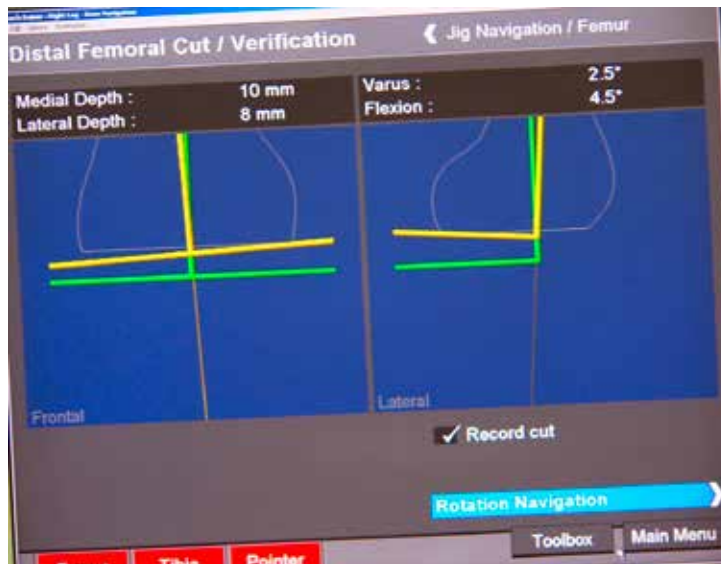 Distal Femoral Cut / Verification
Jig Navigation / Femur
Medial Depth : 10 mm
Lateral Depth : 8 mm
Varus : 2.5°
Flexion : 4.5°
Frontal
Lateral
Record cut
Rotation Navigation
Toolbox
Main Menu
Tibia
Pointer